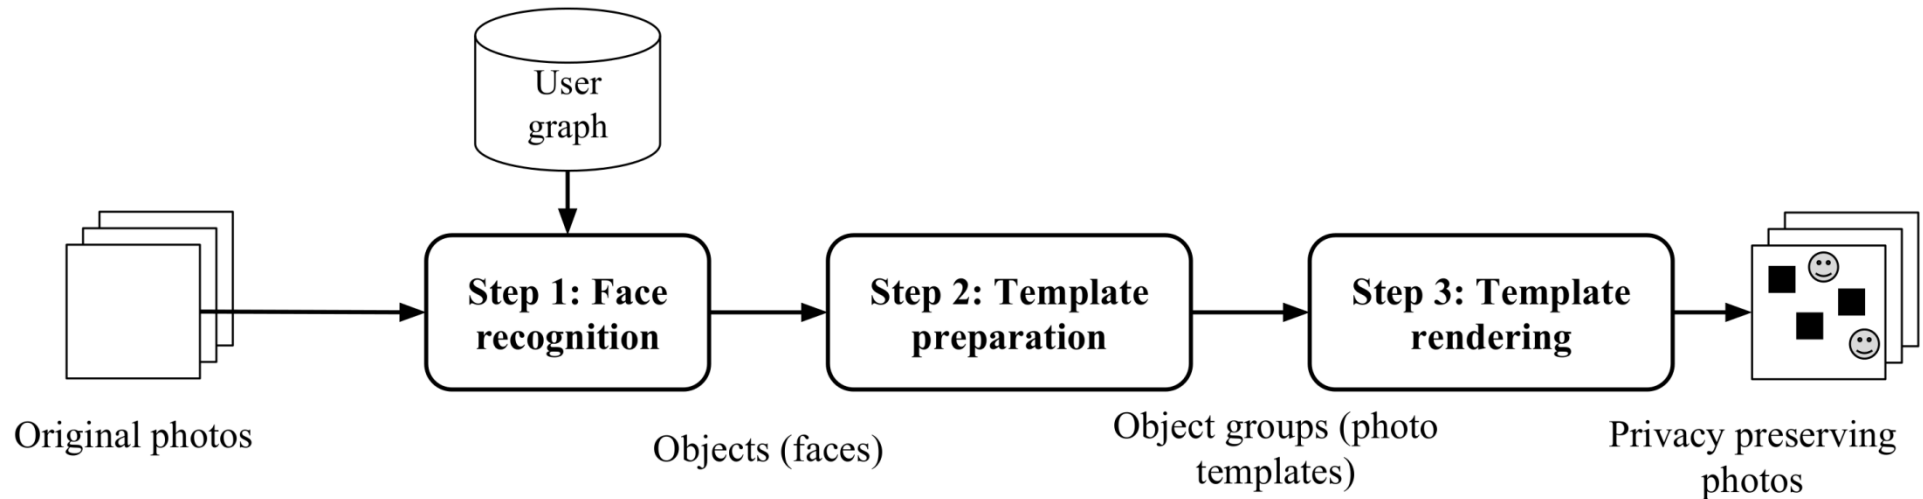 User
graph
Step 1: Face
recognition
Step 2: Template
preparation
Step 3: Template
rendering
Original photos
Objects (faces)
Object groups (photo
templates)
Privacy preserving
photos